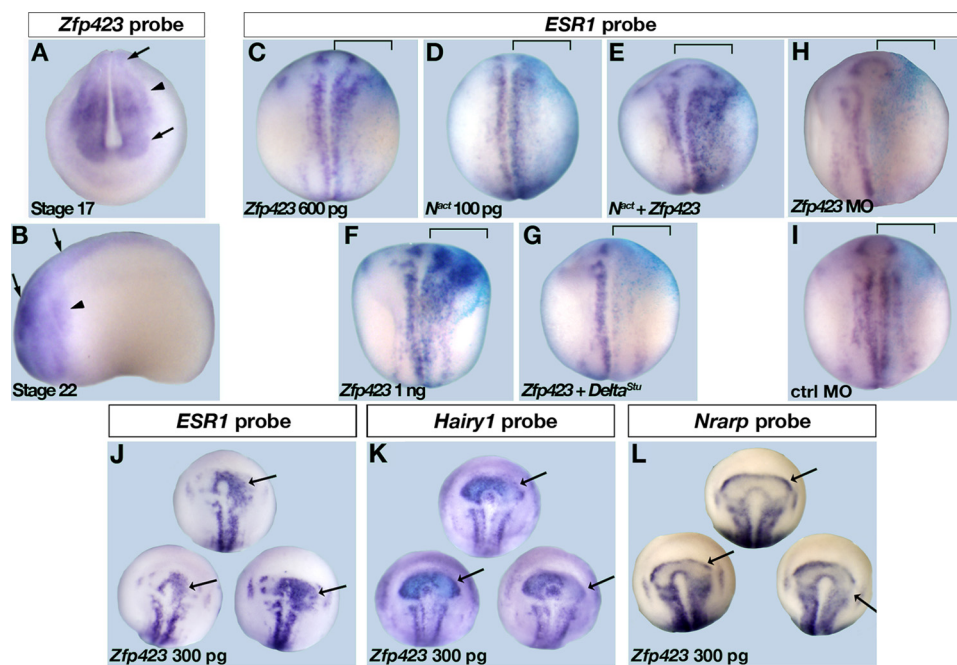 Zfp423 probe
ESR1 probe
A
Stage 17
B
Stage 22
C
Zfp423 600 pg
D
Nact 100 pg
E
Nact + Zfp423
H
Zfp423 MO
F
Zfp423 1 ng
G
Zfp423 + DeltaStu
I
ctrl MO
ESR1 probe
Hairy1 probe
Nrarp probe
J
Zfp423 300 pg
K
Zfp423 300 pg
L
Zfp423 300 pg